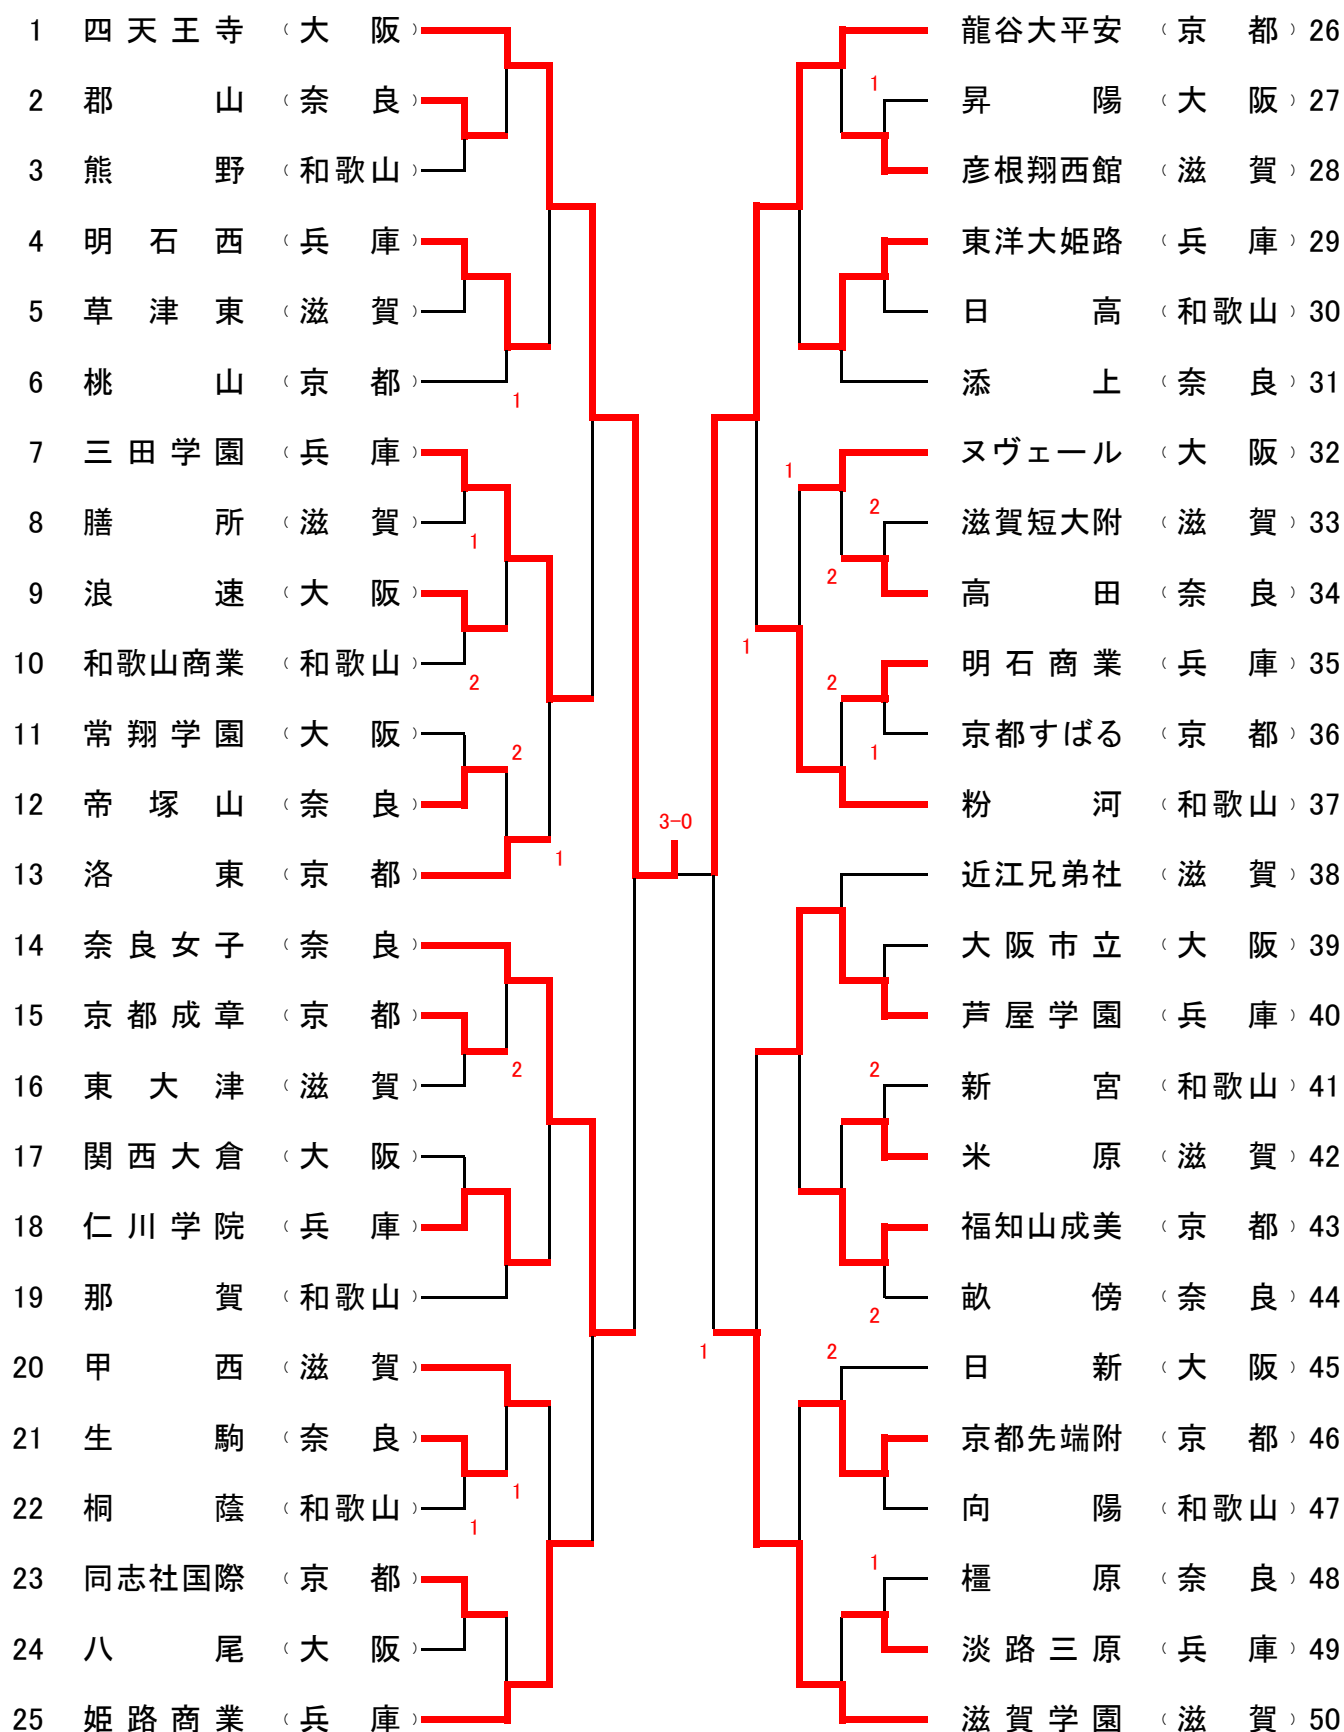 1 四天王寺 （大阪）
2 郡山 （奈良）
3 熊野 （和歌山）
4 明石西 （兵庫）
5 草津東 （滋賀）
6 桃山 （京都）
1
7 三田学園 （兵庫）
8 膳所 （滋賀）
1
9 浪速 （大阪）
10 和歌山商業 （和歌山）
2
11 常翔学園 （大阪）
2
12 帝塚山 （奈良）
13 洛東 （京都）
1
14 奈良女子 （奈良）
15 京都成章 （京都）
2
16 東大津 （滋賀）
17 関西大倉 （大阪）
18 仁川学院 （兵庫）
19 那賀 （和歌山）
20 甲西 （滋賀）
21 生駒 （奈良）
1
22 桐蔭 （和歌山）
1
23 同志社国際 （京都）
24 八尾 （大阪）
25 姫路商業 （兵庫）
3-0
龍谷大平安 （京都） 26
1
昇陽 （大阪） 27
彦根翔西館 （滋賀） 28
東洋大姫路 （兵庫） 29
日高 （和歌山） 30
添上 （奈良） 31
ヌヴェール （大阪） 32
1
2
滋賀短大附 （滋賀） 33
2
高田 （奈良） 34
1
明石商業 （兵庫） 35
2
京都すばる （京都） 36
1
粉河 （和歌山） 37
近江兄弟社 （滋賀） 38
大阪市立 （大阪） 39
芦屋学園 （兵庫） 40
2
新宮 （和歌山） 41
米原 （滋賀） 42
福知山成美 （京都） 43
畝傍 （奈良） 44
2
1
2
日新 （大阪） 45
京都先端附 （京都） 46
向陽 （和歌山） 47
1
橿原 （奈良） 48
淡路三原 （兵庫） 49
滋賀学園 （滋賀） 50